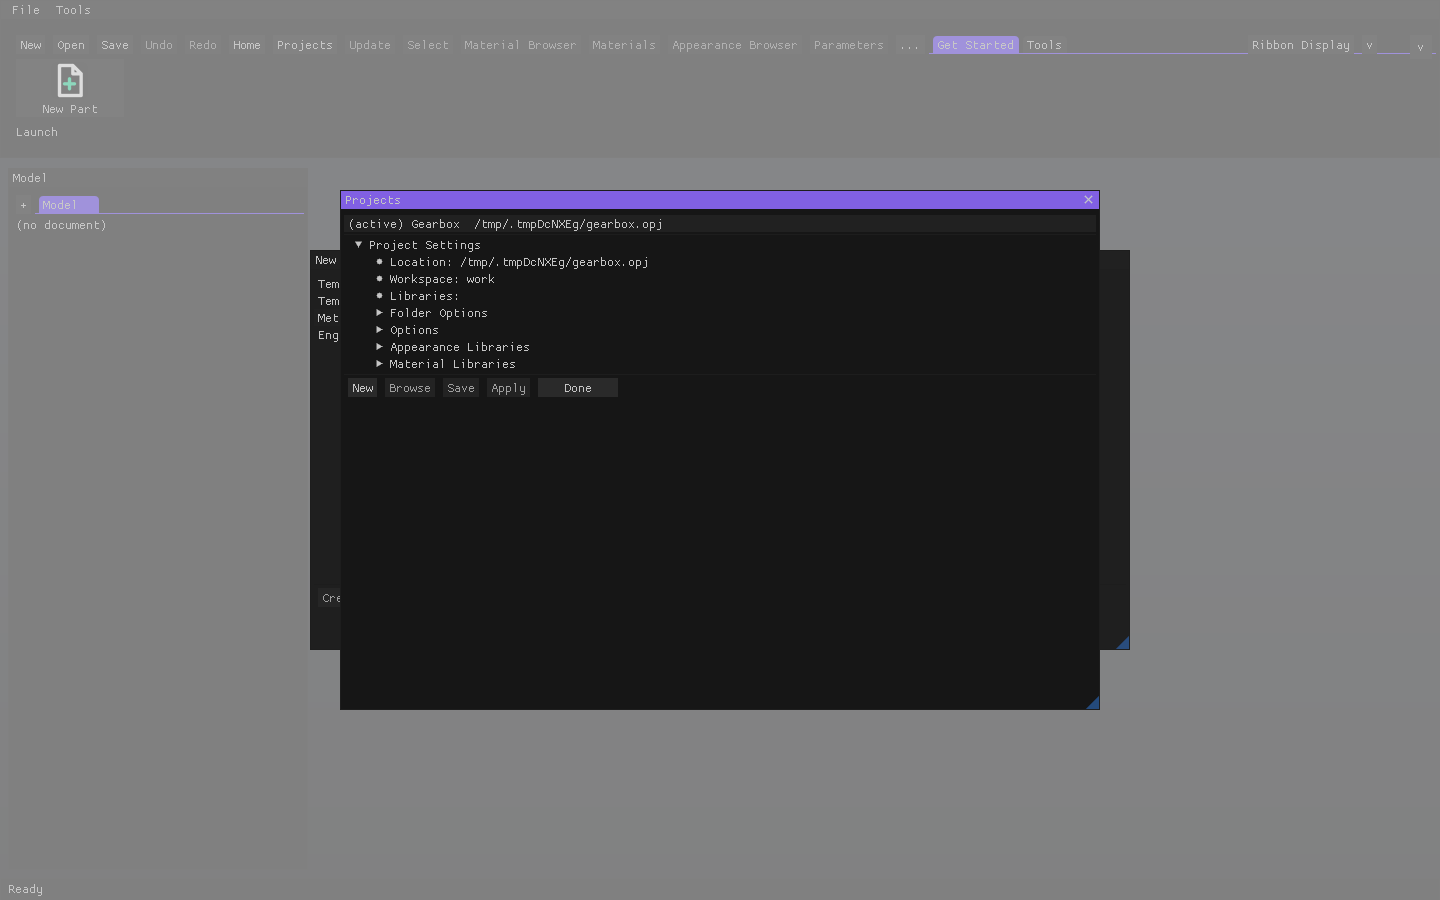 File Tools
New Open Save Undo Redo Home Projects Update Select Material Browser Materials Appearance Browser Parameters ... Get Started Tools Ribbon Display v v
New Part
Launch
Model
+ Model
(no document)
Projects
(active) Gearbox /tmp/.tmpDcNXEg/gearbox.opj
Project Settings
Location: /tmp/.tmpDcNXEg/gearbox.opj
Workspace: work
Libraries:
Folder Options
Options
Appearance Libraries
Material Libraries
New Browse Save Apply Done
New
Tem
Tem
Met
Eng
Cre
Ready